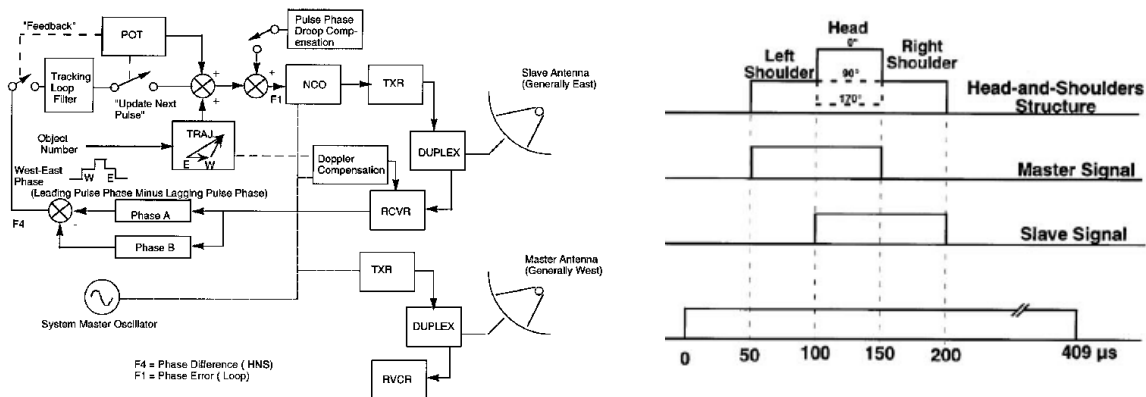 "Feedback"
POT
Pulse Phase
Droop Comp-
ensation
Tracking
Loop
Filter
"Update Next
Pulse"
+
+
+
+
F1
NCO
TXR
Slave Antenna
(Generally East)
DUPLEX
Object
Number
TRAJ.
E W
Doppler
Compensation
RCVR
West-East
Phase
W E
(Leading Pulse Phase Minus Lagging Pulse Phase)
F4
-
Phase A
Phase B
System Master Oscillator
TXR
Master Antenna
(Generally West)
DUPLEX
RVCR
F4 = Phase Difference ( HNS)
F1 = Phase Error ( Loop)
Head
0°
Left
Shoulder
Right
Shoulder
90°
170°
Head-and-Shoulders
Structure
Master Signal
Slave Signal
0 50 100 150 200 409 µs